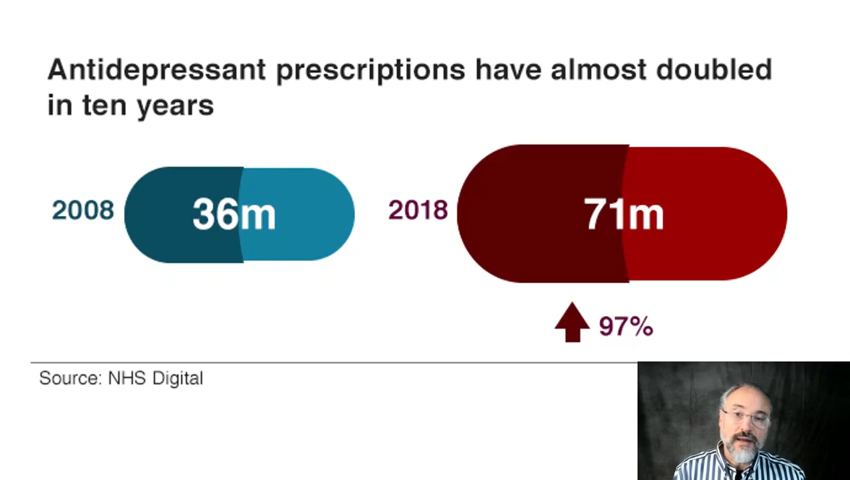 Antidepressant prescriptions have almost doubled
in ten years
2008 36m 2018 71m
97%
Source: NHS Digital